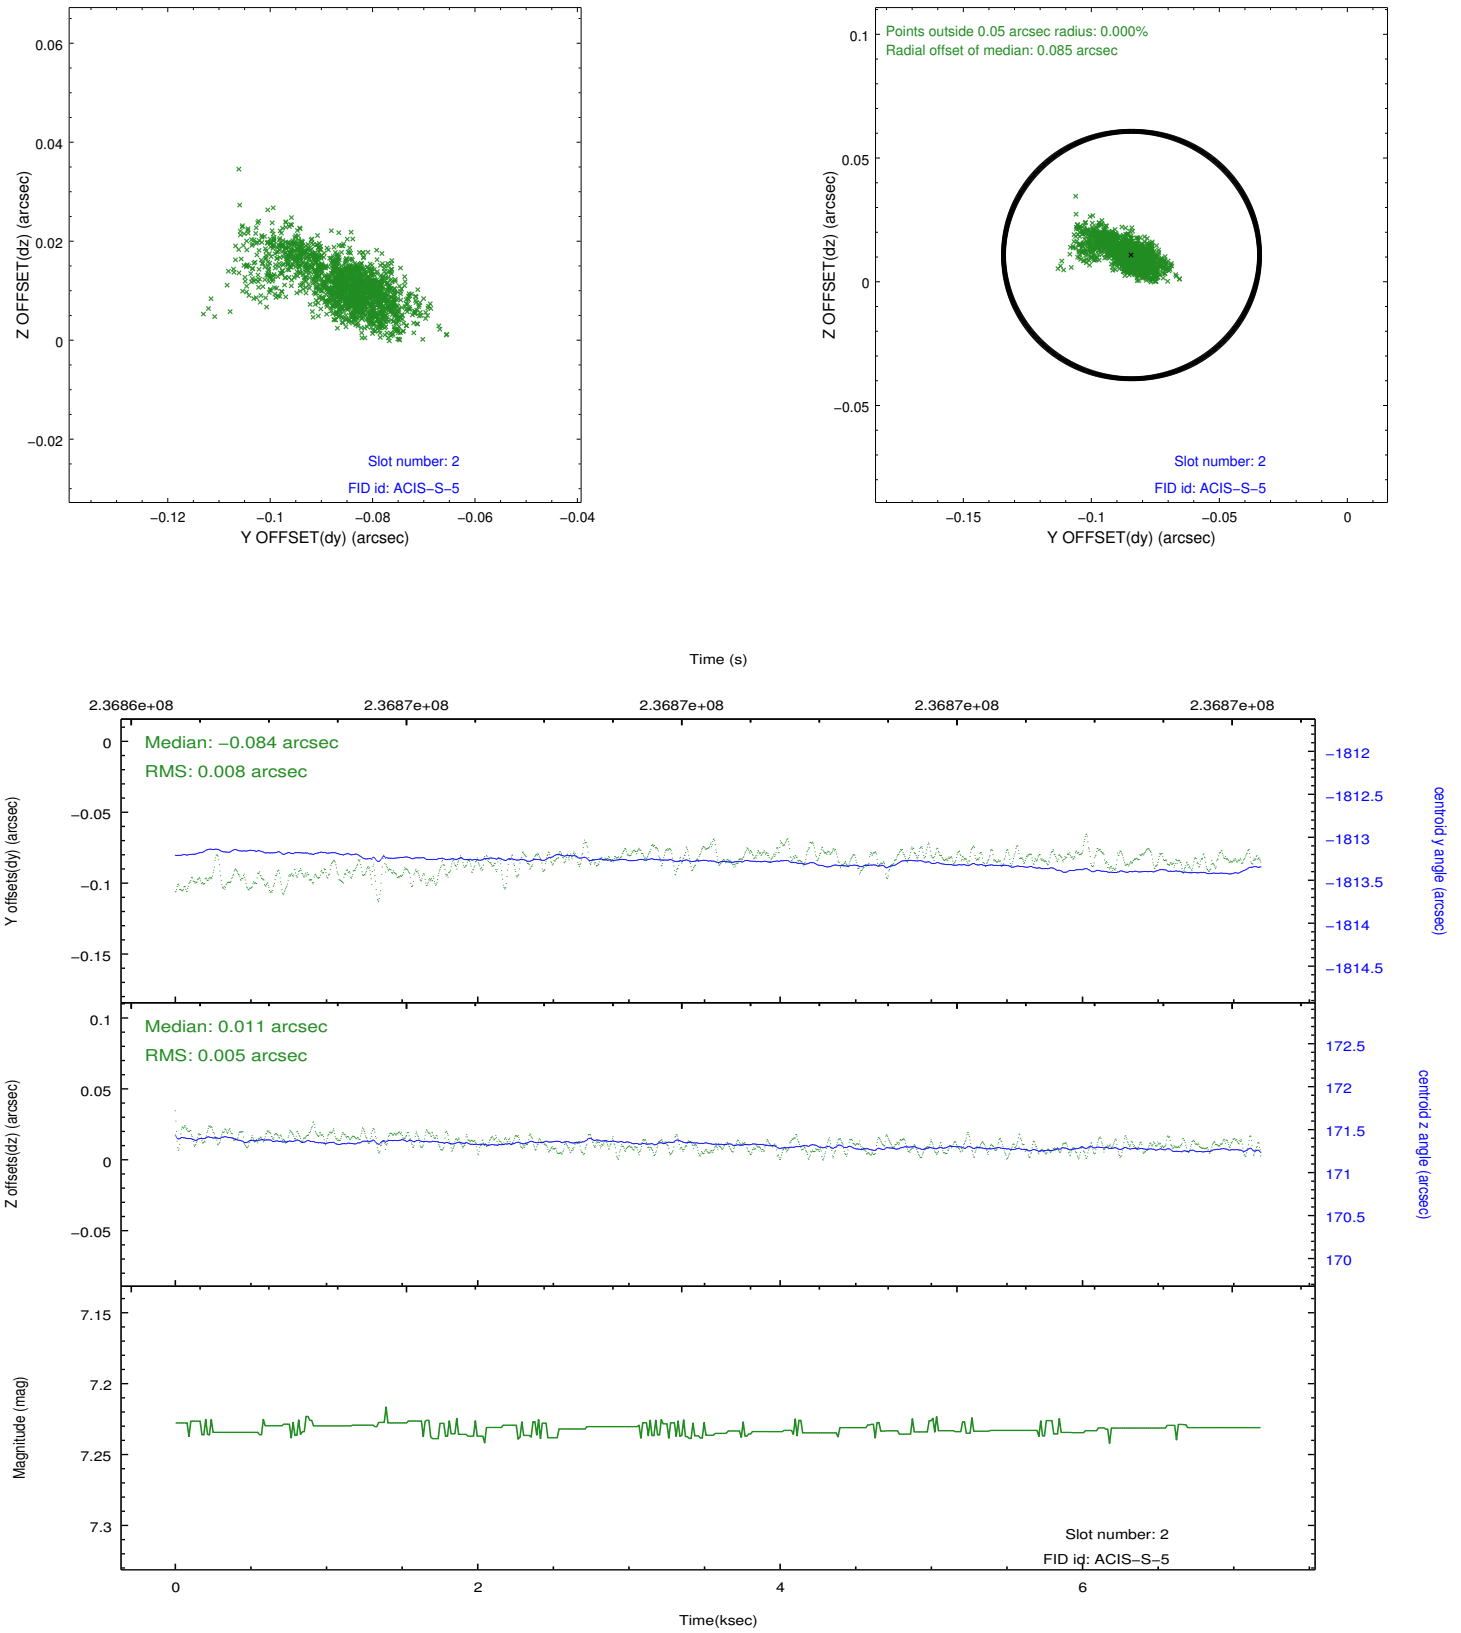 0.06
0.04
0.02
0
−0.02
Z OFFSET(dz) (arcsec)
Slot number: 2
FID id: ACIS−S−5
−0.12 −0.1 −0.08 −0.06 −0.04
Y OFFSET(dy) (arcsec)
Points outside 0.05 arcsec radius: 0.000%
Radial offset of median: 0.085 arcsec
0.1
0.05
0
−0.05
Z OFFSET(dz) (arcsec)
Slot number: 2
FID id: ACIS−S−5
−0.15 −0.1 −0.05 0
Y OFFSET(dy) (arcsec)
Time (s)
2.3686e+08 2.3687e+08 2.3687e+08 2.3687e+08 2.3687e+08
Median: −0.084 arcsec
RMS: 0.008 arcsec
0
−0.05
−0.1
−0.15
Y offsets(dy) (arcsec)
−1812
−1812.5
−1813
−1813.5
−1814
−1814.5
centroid y angle (arcsec)
Median: 0.011 arcsec
RMS: 0.005 arcsec
0.1
0.05
0
−0.05
Z offsets(dz) (arcsec)
172.5
172
171.5
171
170.5
170
centroid z angle (arcsec)
7.15
7.2
7.25
7.3
Magnitude (mag)
Slot number: 2
FID id: ACIS−S−5
0 2 4 6
Time(ksec)